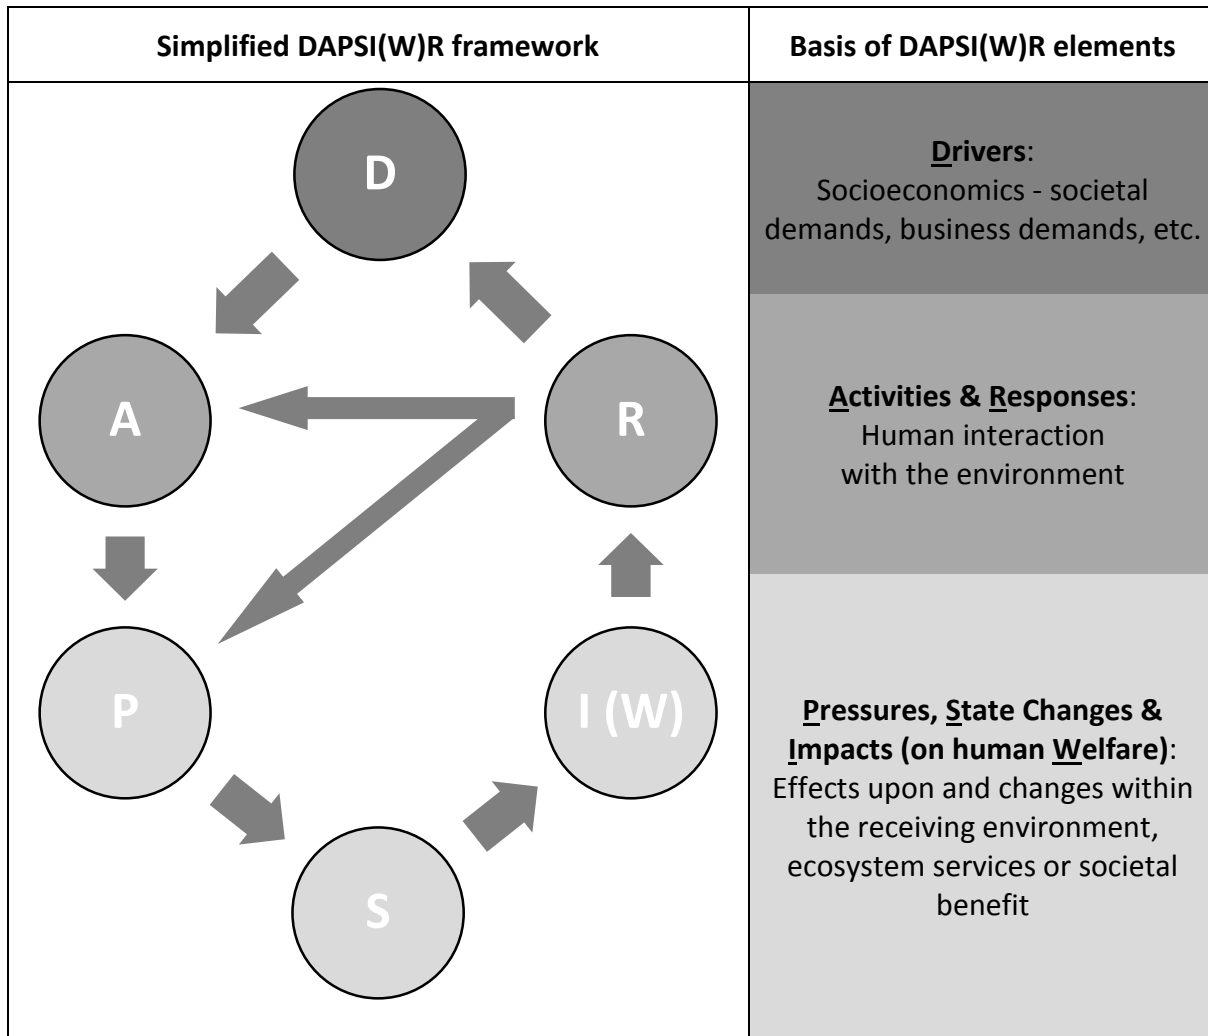 Simplified DAPSI(W)R framework
Basis of DAPSI(W)R elements
D
A
R
P
I (W)
S
Drivers:
Socioeconomics - societal
demands, business demands, etc.
Activities & Responses:
Human interaction
with the environment
Pressures, State Changes &
Impacts (on human Welfare):
Effects upon and changes within
the receiving environment,
ecosystem services or societal
benefit